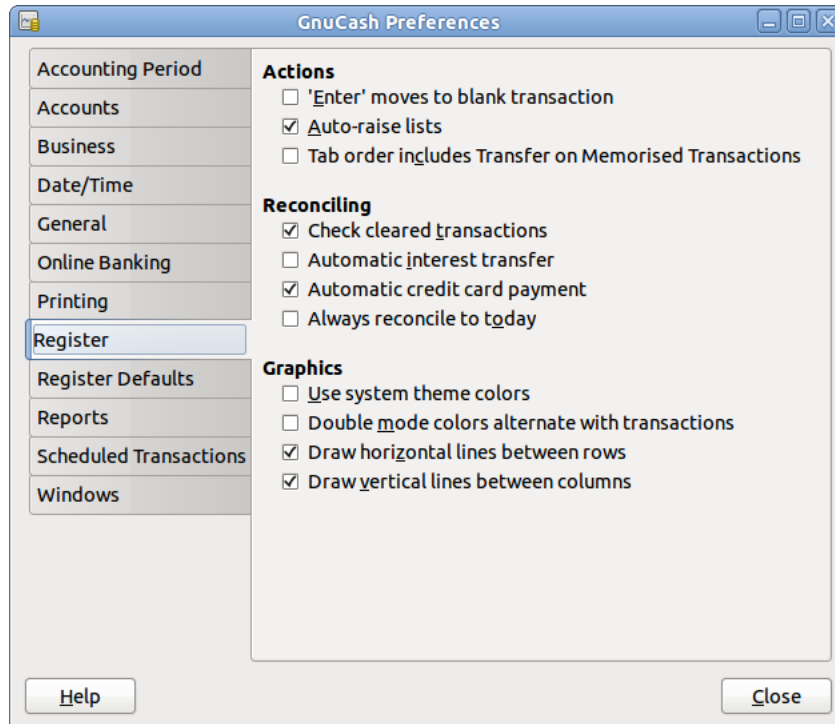 GnuCash Preferences
Accounting Period
Accounts
Business
Date/Time
General
Online Banking
Printing
Register
Register Defaults
Reports
Scheduled Transactions
Windows
Actions
'Enter' moves to blank transaction
Auto-raise lists
Tab order includes Transfer on Memorised Transactions
Reconciling
Check cleared transactions
Automatic interest transfer
Automatic credit card payment
Always reconcile to today
Graphics
Use system theme colors
Double mode colors alternate with transactions
Draw horizontal lines between rows
Draw vertical lines between columns
Help
Close